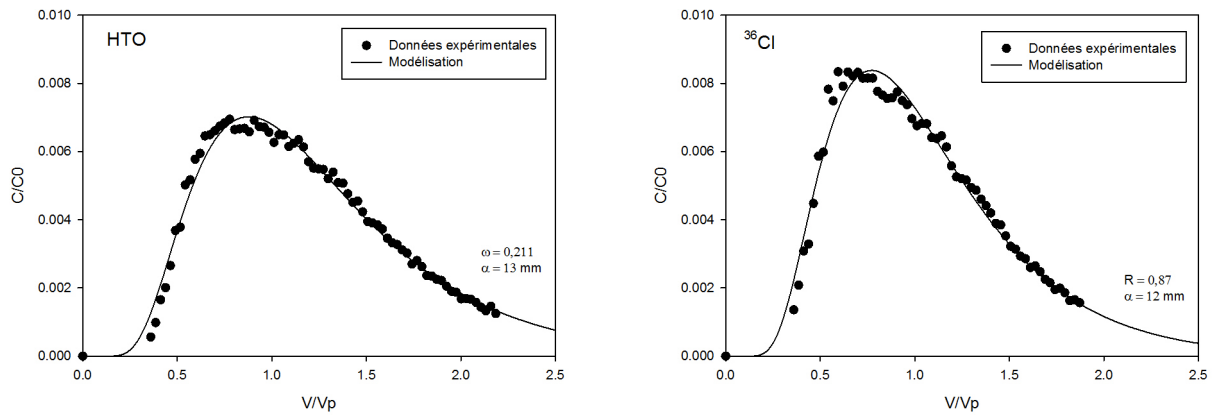 HTO
Données expérimentales
Modélisation
C/C0
0.010
0.008
0.006
0.004
0.002
0.000
ω = 0,211
α = 13 mm
0.0 0.5 1.0 1.5 2.0 2.5
V/Vp
³⁶Cl
Données expérimentales
Modélisation
C/C0
0.010
0.008
0.006
0.004
0.002
0.000
R = 0,87
α = 12 mm
0.0 0.5 1.0 1.5 2.0 2.5
V/Vp